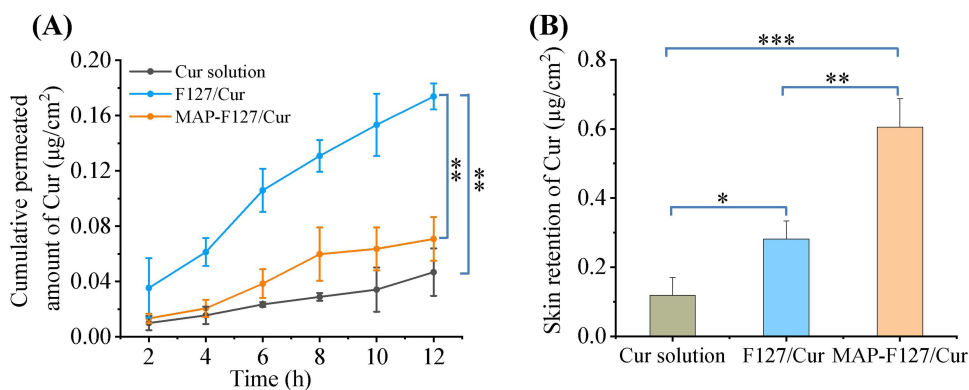 (A)
Cumulative permeated
amount of Cur (μg/cm²)
0.20
0.16
0.12
0.08
0.04
0.00
Cur solution
F127/Cur
MAP-F127/Cur
**
**
2 4 6 8 10 12
Time (h)
(B)
Skin retention of Cur (μg/cm²)
0.8
0.6
0.4
0.2
0.0
***
**
*
Cur solution F127/Cur MAP-F127/Cur